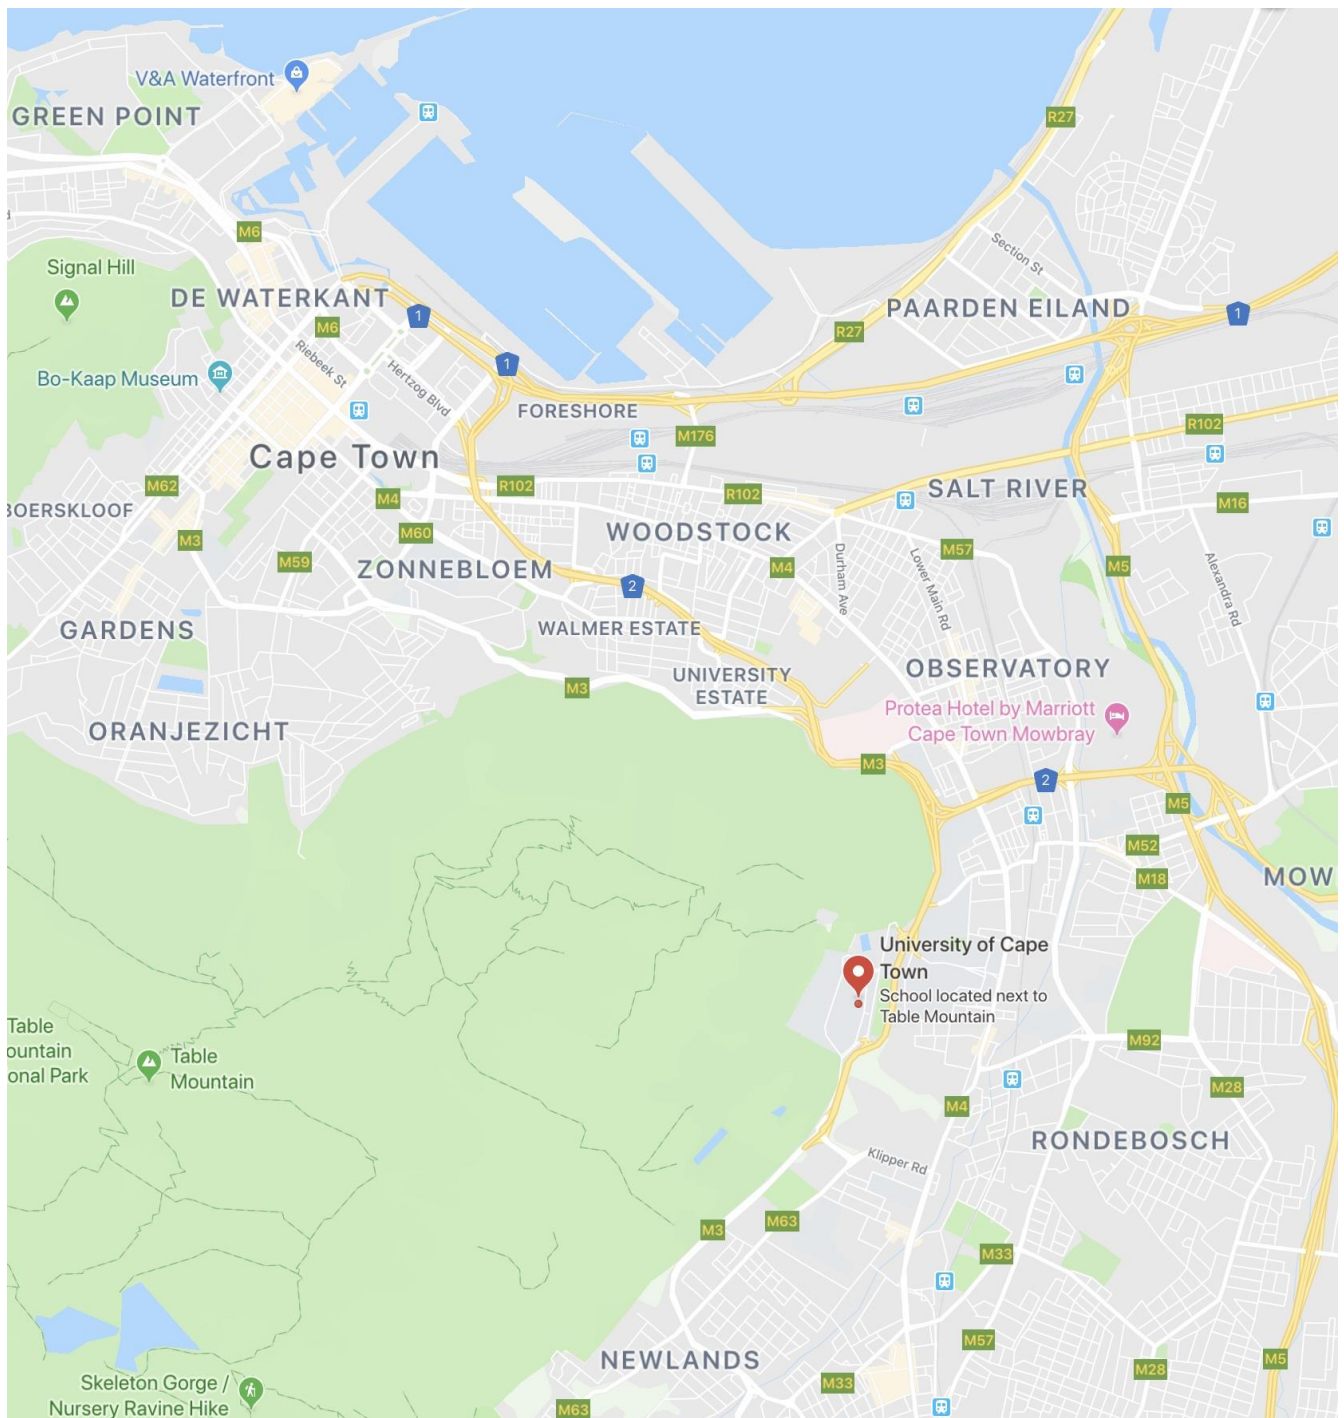 V&A Waterfront
GREEN POINT
R27
M6
Section St
Signal Hill
DE WATERKANT
1
PAARDEN EILAND
1
M6
R27
Riebeek St
1
Bo-Kaap Museum
Hertzog Blvd
FORESHORE
M176
R102
Cape Town
M62
M4
R102
R102
SALT RIVER
M16
BOERSKLOOF
M3
M60
WOODSTOCK
M57
M59
ZONNEBLOEM
2
M4
Durham Ave
Lower Main Rd
M5
Alexandra Rd
GARDENS
WALMER ESTATE
M3
UNIVERSITY
ESTATE
OBSERVATORY
ORANJEZICHT
Protea Hotel by Marriott
Cape Town Mowbray
M3
2
M5
M52
M18
MOW
University of Cape
Town
School located next to
Table Mountain
Table
ountain
onal Park
Table
Mountain
M92
M28
M4
RONDEBOSCH
Klipper Rd
M3
M63
M33
NEWLANDS
M57
M28
M5
M33
Skeleton Gorge /
Nursery Ravine Hike
M63